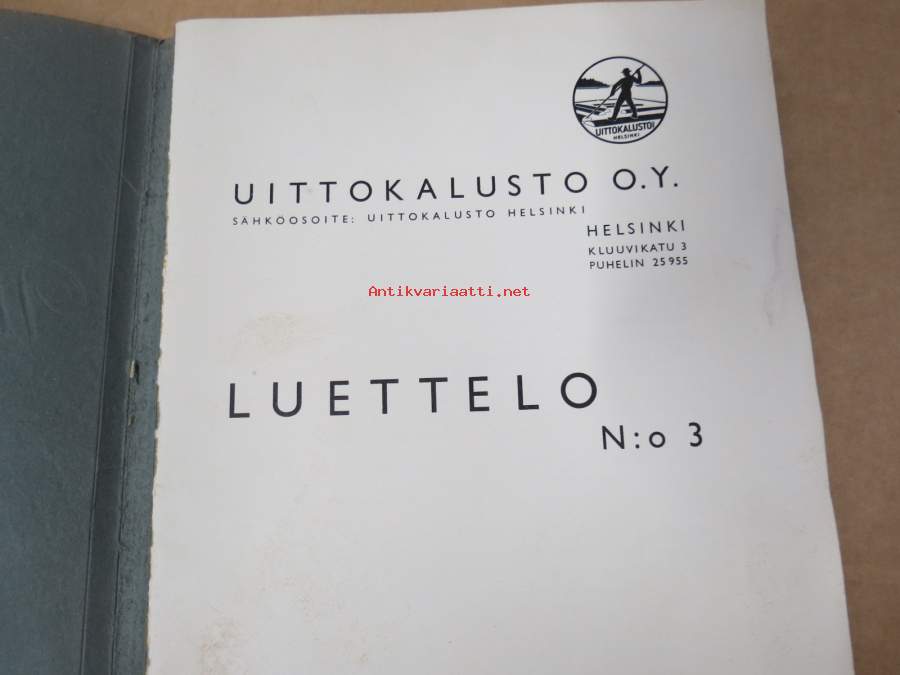 UITTOKALUSTO
HELSINKI
UITTOKALUSTO O.Y.
SÄHKÖOSOITE: UITTOKALUSTO HELSINKI
HELSINKI
KLUUVIKATU 3
PUHELIN 25955
Antikvariaatti.net
LUETTELO
N:o 3